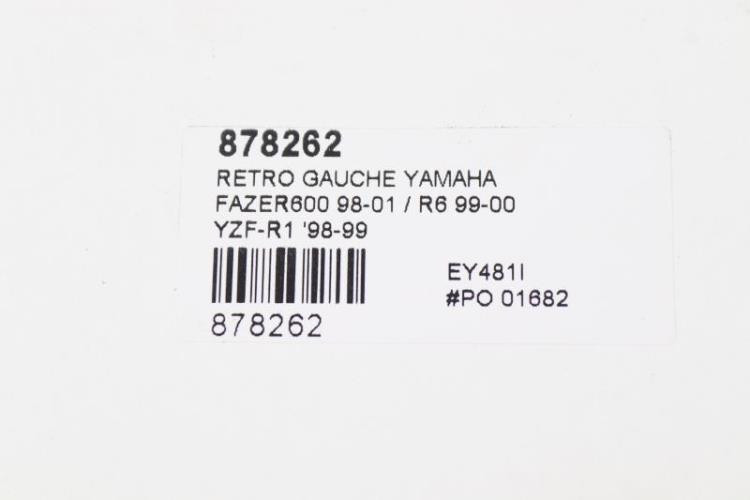 878262
RETRO GAUCHE YAMAHA
FAZER600 98-01 / R6 99-00
YZF-R1 '98-99
EY481I
#PO 01682
878262